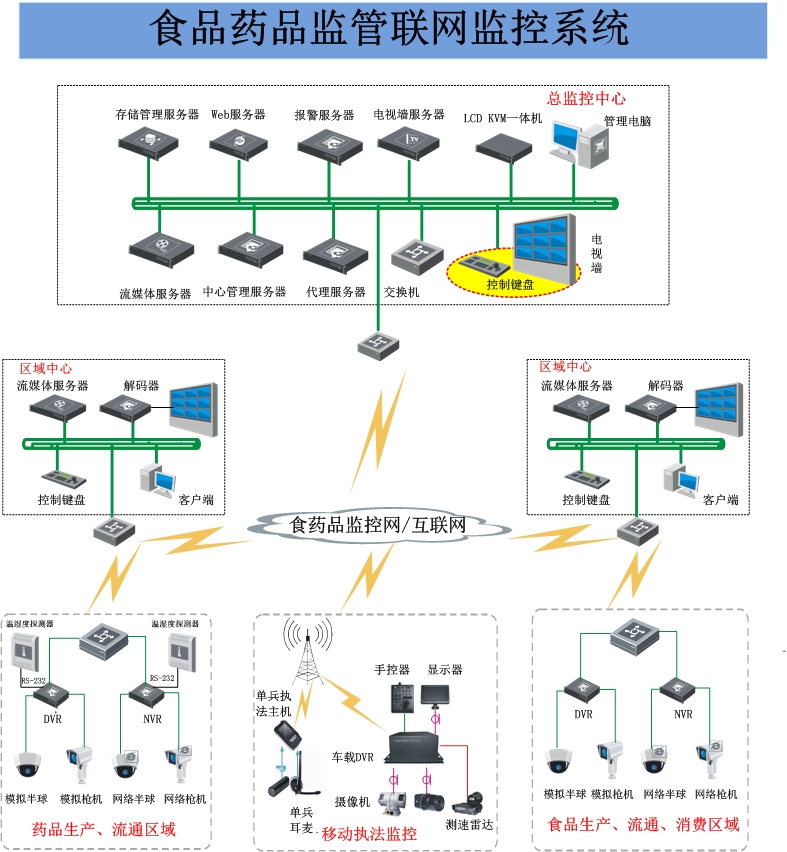 食品药品监管联网监控系统
总监控中心
存储管理服务器
Web服务器
报警服务器
电视墙服务器
LCD KVM一体机
管理电脑
流媒体服务器
中心管理服务器
代理服务器
交换机
控制键盘
电
视
墙
区域中心
流媒体服务器
解码器
控制键盘
客户端
区域中心
流媒体服务器
解码器
控制键盘
客户端
食药品监控网/互联网
温湿度探测器
温湿度探测器
RS-232
RS-232
DVR
NVR
模拟半球
模拟枪机
网络半球
网络枪机
药品生产、流通区域
单兵执
法主机
手控器
显示器
车载DVR
摄像机
单兵
耳麦
测速雷达
移动执法监控
DVR
NVR
模拟半球
模拟枪机
网络半球
网络枪机
食品生产、流通、消费区域